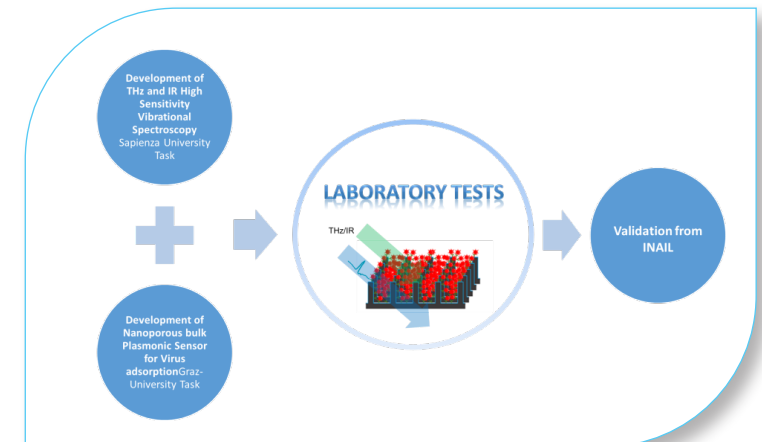 Development of
THz and IR High
Sensitivity
Vibrational
Spectroscopy
Sapienza University
Task
Development of
Nanoporous bulk
Plasmonic Sensor
for Virus
adsorptionGraz-
University Task
LABORATORY TESTS
THz/IR
Validation from
INAIL